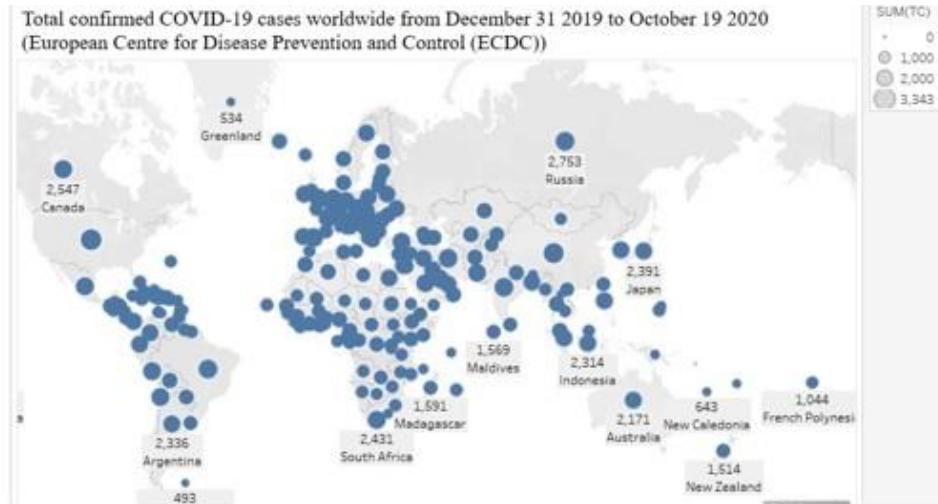 Total confirmed COVID-19 cases worldwide from December 31 2019 to October 19 2020
(European Centre for Disease Prevention and Control (ECDC))
SUM(TC)
0
1,000
2,000
3,343
534
Greenland
2,547
Canada
2,753
Russia
2,391
Japan
1,569
Maldives
2,314
Indonesia
1,591
Madagascar
2,431
South Africa
2,336
Argentina
493
2,171
Australia
643
New Caledonia
1,044
French Polynesi
1,514
New Zealand
a